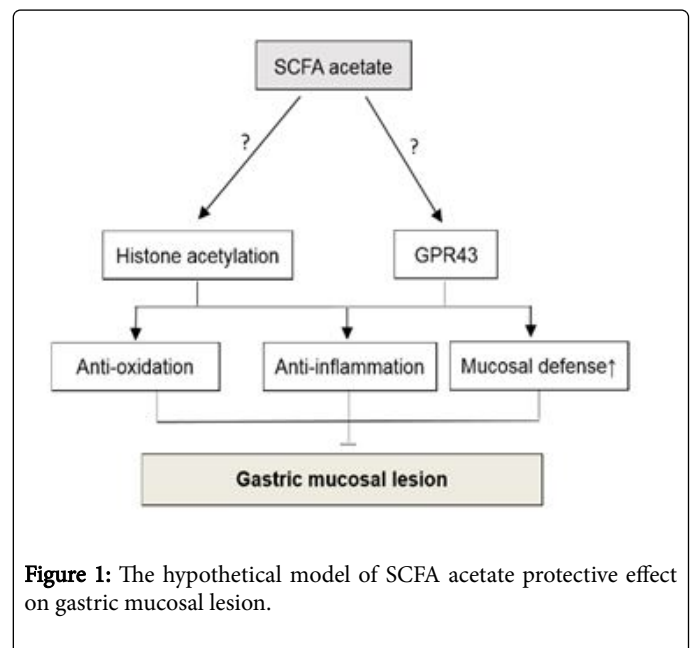 SCFA acetate
? ?
Histone acetylation GPR43
Anti-oxidation Anti-inflammation Mucosal defense↑
Gastric mucosal lesion
Figure 1: The hypothetical model of SCFA acetate protective effect
on gastric mucosal lesion.